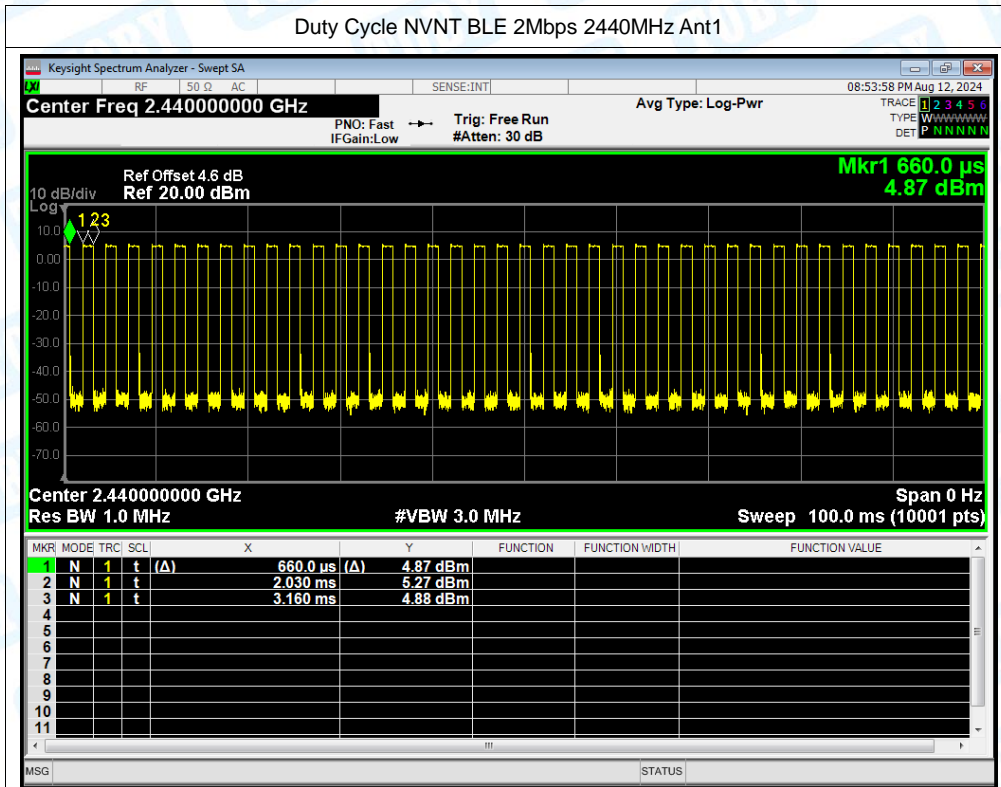 Duty Cycle NVNT BLE 2Mbps 2440MHz Ant1
Keysight Spectrum Analyzer - Swept SA
LXI RF 50 Ω AC SENSE:INT 08:53:58 PM Aug 12, 2024
Center Freq 2.440000000 GHz Avg Type: Log-Pwr TRACE 1 2 3 4 5 6
PNO: Fast Trig: Free Run TYPE WWWWWW
IFGain:Low #Atten: 30 dB DET P N N N N N
Mkr1 660.0 µs
Ref Offset 4.6 dB
10 dB/div Ref 20.00 dBm 4.87 dBm
Log
1 2 3
10.0
0.00
-10.0
-20.0
-30.0
-40.0
-50.0
-60.0
-70.0
Center 2.440000000 GHz Span 0 Hz
Res BW 1.0 MHz #VBW 3.0 MHz Sweep 100.0 ms (10001 pts)
MKR MODE TRC SCL X Y FUNCTION FUNCTION WIDTH FUNCTION VALUE
1 N 1 t (Δ) 660.0 µs (Δ) 4.87 dBm
2 N 1 t 2.030 ms 5.27 dBm
3 N 1 t 3.160 ms 4.88 dBm
4
5
6
7
8
9
10
11
MSG STATUS